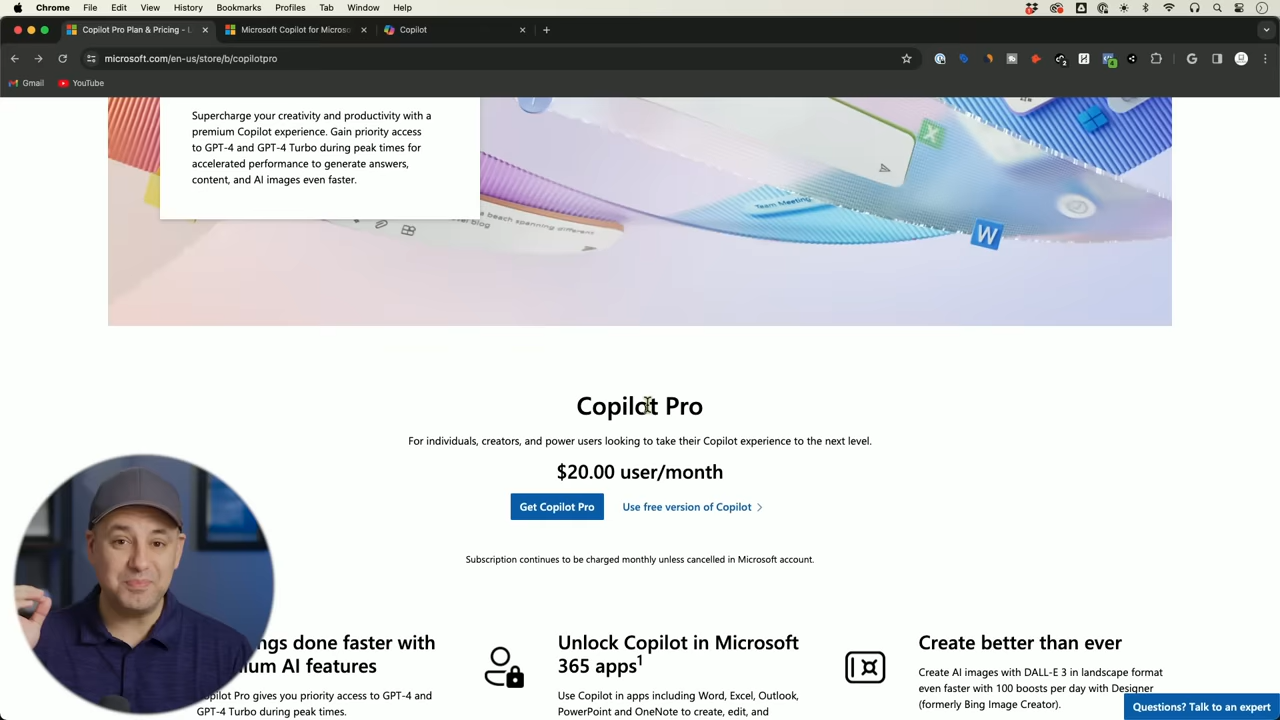 Chrome File Edit View History Bookmarks Profiles Tab Window Help
Copilot Pro Plan & Pricing - L
Microsoft Copilot for Microso
Copilot
microsoft.com/en-us/store/b/copilotpro
Gmail YouTube
Supercharge your creativity and productivity with a
premium Copilot experience. Gain priority access
to GPT-4 and GPT-4 Turbo during peak times for
accelerated performance to generate answers,
content, and AI images even faster.
Team Meeting
a beach spenning different
blog
X
W
Copilot Pro
For individuals, creators, and power users looking to take their Copilot experience to the next level.
$20.00 user/month
Get Copilot Pro
Use free version of Copilot
Subscription continues to be charged monthly unless cancelled in Microsoft account.
ngs done faster with
ium AI features
pilot Pro gives you priority access to GPT-4 and
GPT-4 Turbo during peak times.
Unlock Copilot in Microsoft
365 apps1
Use Copilot in apps including Word, Excel, Outlook,
PowerPoint and OneNote to create, edit, and
Create better than ever
Create AI images with DALL-E 3 in landscape format
even faster with 100 boosts per day with Designer
(formerly Bing Image Creator).
Questions? Talk to an expert